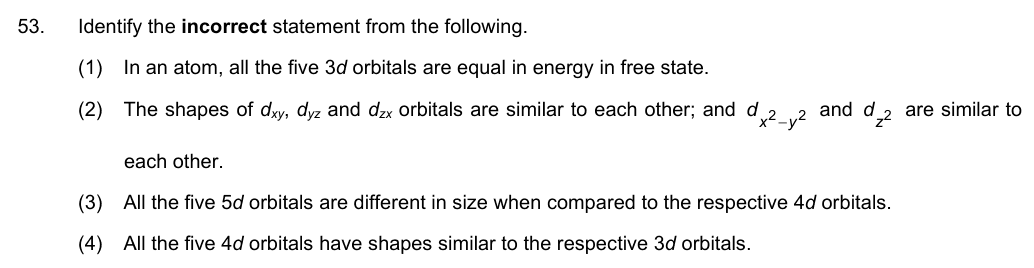 53. Identify the incorrect statement from the following.
(1) In an atom, all the five 3d orbitals are equal in energy in free state.
(2) The shapes of dxy, dyz and dzx orbitals are similar to each other; and dx²–y² and dz² are similar to
each other.
(3) All the five 5d orbitals are different in size when compared to the respective 4d orbitals.
(4) All the five 4d orbitals have shapes similar to the respective 3d orbitals.